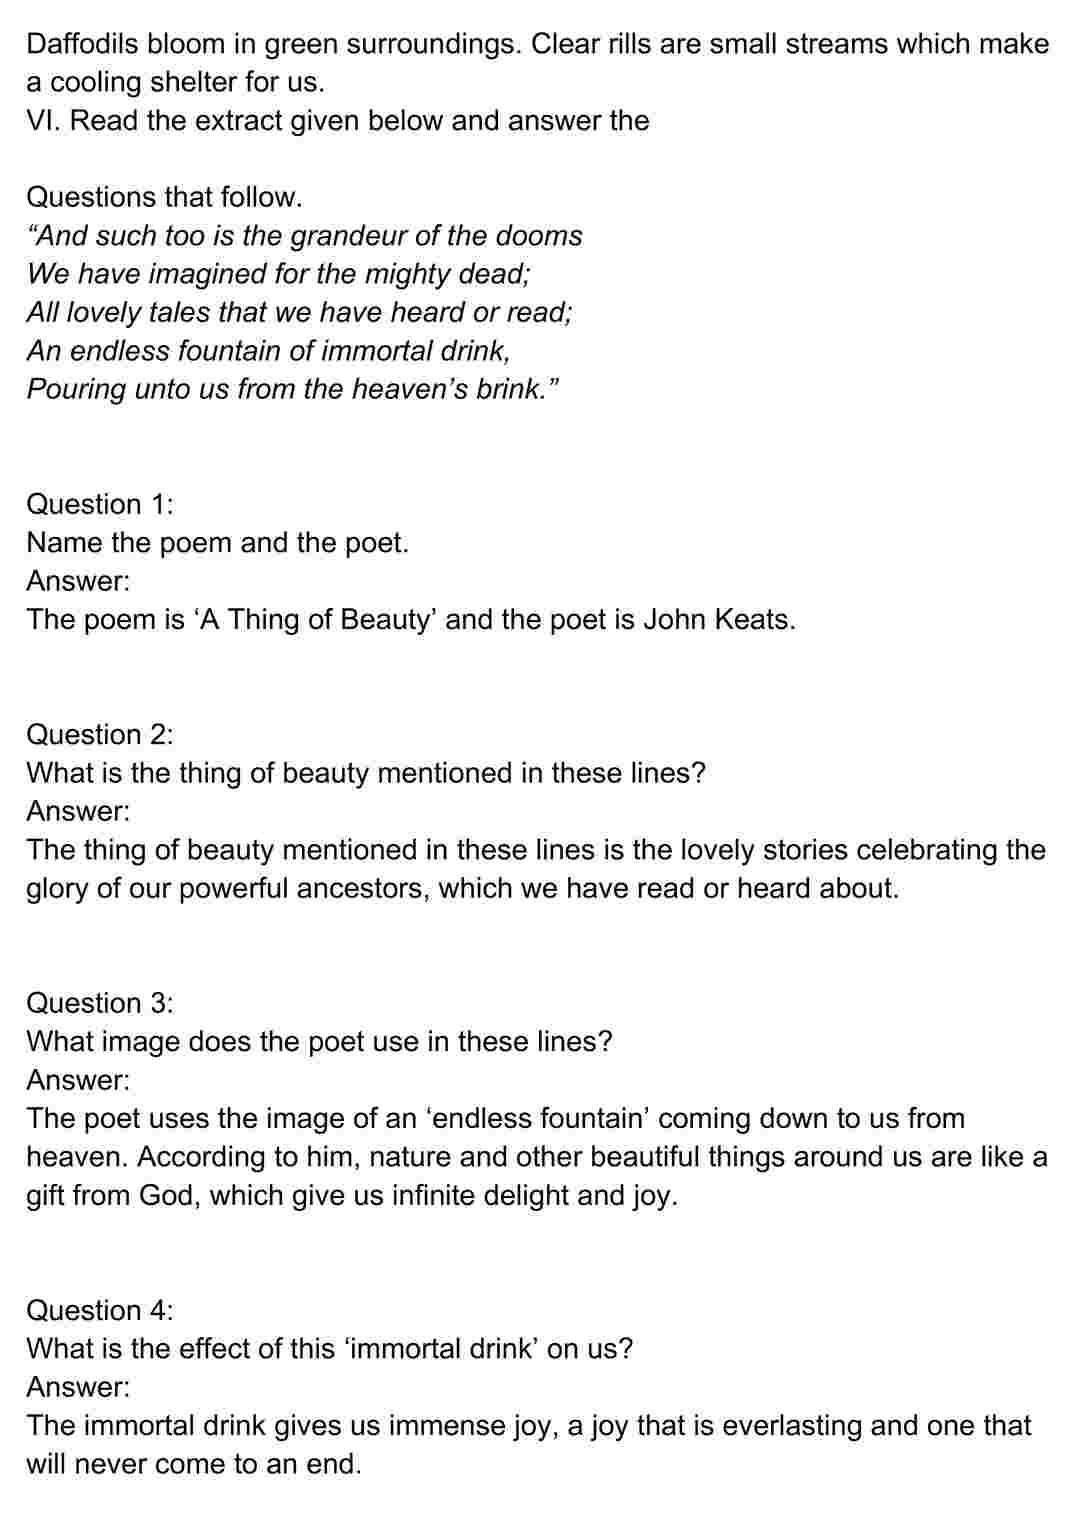 Daffodils bloom in green surroundings. Clear rills are small streams which make
a cooling shelter for us.
VI. Read the extract given below and answer the
Questions that follow.
“And such too is the grandeur of the dooms
We have imagined for the mighty dead;
All lovely tales that we have heard or read;
An endless fountain of immortal drink,
Pouring unto us from the heaven’s brink.”
Question 1:
Name the poem and the poet.
Answer:
The poem is ‘A Thing of Beauty’ and the poet is John Keats.
Question 2:
What is the thing of beauty mentioned in these lines?
Answer:
The thing of beauty mentioned in these lines is the lovely stories celebrating the
glory of our powerful ancestors, which we have read or heard about.
Question 3:
What image does the poet use in these lines?
Answer:
The poet uses the image of an ‘endless fountain’ coming down to us from
heaven. According to him, nature and other beautiful things around us are like a
gift from God, which give us infinite delight and joy.
Question 4:
What is the effect of this ‘immortal drink’ on us?
Answer:
The immortal drink gives us immense joy, a joy that is everlasting and one that
will never come to an end.